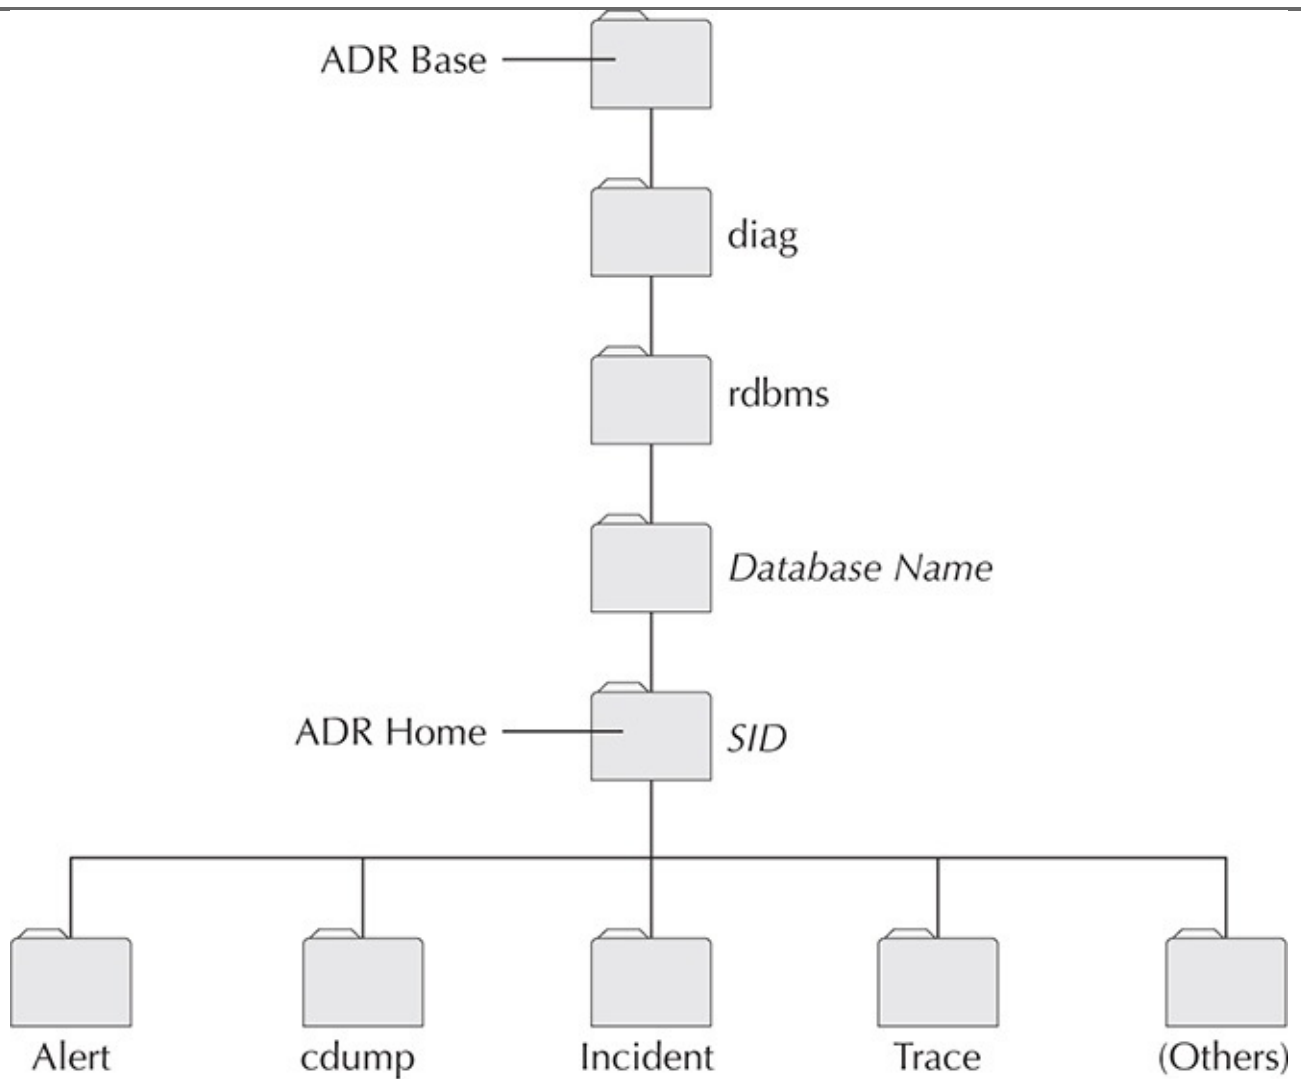 ADR Base
diag
rdbms
Database Name
ADR Home
SID
Alert
cdump
Incident
Trace
(Others)